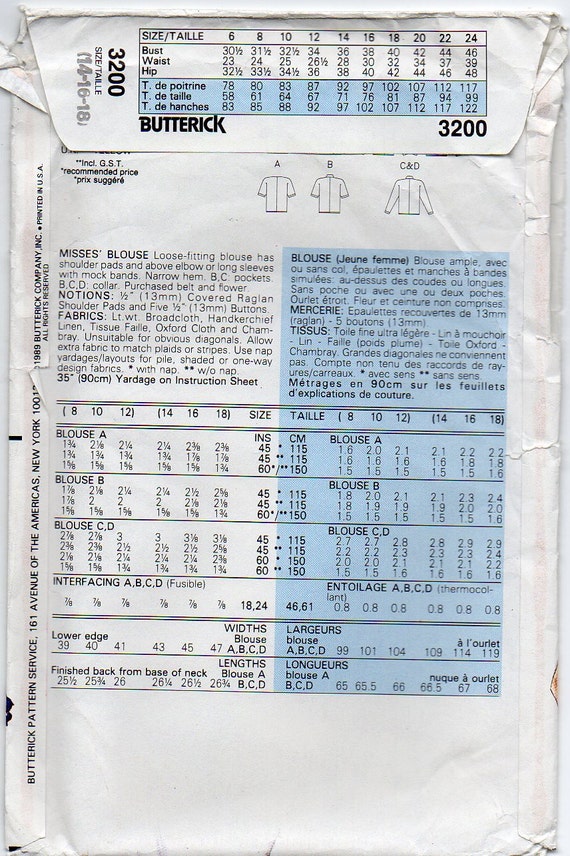 SIZE/TAILLE 6 8 10 12 14 16 18 20 22 24
Bust 30½ 31½ 32½ 34 36 38 40 42 44 46
Waist 23 24 25 26½ 28 30 32 34 37 39
Hip 32½ 33½ 34½ 36 38 40 42 44 46 48
T. de poitrine 78 80 83 87 92 97 102 107 112 117
T. de taille 58 61 64 67 71 76 81 87 94 99
T. de hanches 83 85 88 92 97 102 107 112 117 122
BUTTERICK 3200
3200
SIZE/TAILLE
(14-16-18)
**Incl. G.S.T.
*recommended price
*prix suggéré
A B C&D
©1989 BUTTERICK COMPANY, INC. • PRINTED IN U.S.A.
ALL RIGHTS RESERVED
BUTTERICK PATTERN SERVICE, 161 AVENUE OF THE AMERICAS, NEW YORK, NEW YORK 10013
MISSES' BLOUSE Loose-fitting blouse has
shoulder pads and above elbow or long sleeves
with mock bands. Narrow hem. B,C: pockets.
B,C,D: collar. Purchased belt and flower.
NOTIONS: ½" (13mm) Covered Raglan
Shoulder Pads and Five ½" (13mm) Buttons.
FABRICS: Lt.wt. Broadcloth, Handkerchief
Linen, Tissue Faille, Oxford Cloth and Cham-
bray. Unsuitable for obvious diagonals. Allow
extra fabric to match plaids or stripes. Use nap
yardages/layouts for pile, shaded or one-way
design fabrics. * with nap. ** w/o nap.
35" (90cm) Yardage on Instruction Sheet
BLOUSE (Jeune femme) Blouse ample, avec
ou sans col, épaulettes et manches à bandes
simulées: au-dessus des coudes ou longues.
Sans poche ou avec une ou deux poches.
Ourlet étroit. Fleur et ceinture non comprises.
MERCERIE: Epaulettes recouvertes de 13mm
(raglan) - 5 boutons (13mm).
TISSUS: Toile fine ultra légère - Lin à mouchoir
- Lin - Faille (poids plume) - Toile Oxford -
Chambray. Grandes diagonales ne conviennent
pas. Compte non tenu des raccords de ray-
ures/carreaux. * avec sens ** sans sens.
Métrages en 90cm sur les feuillets
d'explications de couture.
( 8 10 12) (14 16 18) SIZE TAILLE ( 8 10 12) (14 16 18)
BLOUSE A INS CM BLOUSE A
1¾ 2⅛ 2¼ 2¼ 2⅜ 2⅜ 45 * 115 1.6 2.0 2.1 2.1 2.2 2.2
1¾ 1¾ 1¾ 1¾ 1⅞ 1⅞ 45 ** 115 1.6 1.6 1.6 1.6 1.8 1.8
1⅝ 1⅝ 1⅝ 1⅝ 1⅝ 1¾ 60*/**150 1.5 1.5 1.5 1.5 1.5 1.6
BLOUSE B BLOUSE B
1⅞ 2⅛ 2¼ 2¼ 2½ 2⅝ 45 * 115 1.8 2.0 2.1 2.1 2.3 2.4
1⅞ 2 2 2 2⅛ 2⅛ 45 ** 115 1.8 1.9 1.9 1.9 2.0 2.0
1⅝ 1⅝ 1⅝ 1⅝ 1⅝ 1¾ 60*/**150 1.5 1.5 1.5 1.5 1.5 1.6
BLOUSE C,D BLOUSE C,D
2⅞ 2⅞ 3 3 3⅛ 3⅛ 45 * 115 2.7 2.7 2.8 2.8 2.9 2.9
2⅜ 2⅜ 2½ 2½ 2½ 2⅝ 45 ** 115 2.2 2.2 2.3 2.3 2.3 2.4
2⅛ 2⅛ 2¼ 2¼ 2⅜ 2⅜ 60 * 150 2.0 2.0 2.1 2.1 2.2 2.2
1⅝ 1¾ 1¾ 1¾ 1¾ 1¾ 60 ** 150 1.5 1.6 1.6 1.6 1.6 1.6
INTERFACING A,B,C,D (Fusible) ENTOILAGE A,B,C,D (thermocol-
lant)
⅞ ⅞ ⅞ ⅞ ⅞ ⅞ 18,24 46,61 0.8 0.8 0.8 0.8 0.8 0.8
WIDTHS LARGEURS
Lower edge Blouse Blouse à l'ourlet
39 40 41 43 45 47 A,B,C,D A,B,C,D 99 101 104 109 114 119
LENGTHS LONGUEURS
Finished back from base of neck Blouse A blouse A nuque à ourlet
25½ 25¾ 26 26¼ 26½ 26¾ B,C,D B,C,D 65 65.5 66 66.5 67 68